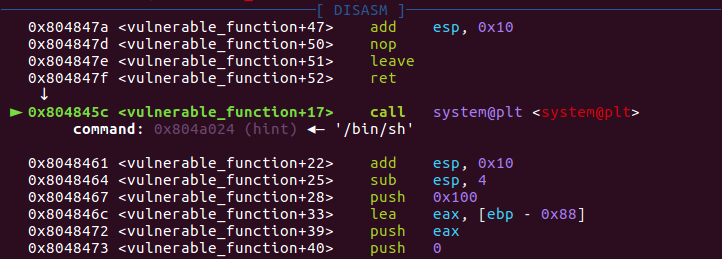 [ DISASM ]
0x804847a <vulnerable_function+47> add esp, 0x10
0x804847d <vulnerable_function+50> nop
0x804847e <vulnerable_function+51> leave
0x804847f <vulnerable_function+52> ret
↓
► 0x804845c <vulnerable_function+17> call system@plt <system@plt>
command: 0x804a024 (hint) ◂— '/bin/sh'
0x8048461 <vulnerable_function+22> add esp, 0x10
0x8048464 <vulnerable_function+25> sub esp, 4
0x8048467 <vulnerable_function+28> push 0x100
0x804846c <vulnerable_function+33> lea eax, [ebp - 0x88]
0x8048472 <vulnerable_function+39> push eax
0x8048473 <vulnerable_function+40> push 0